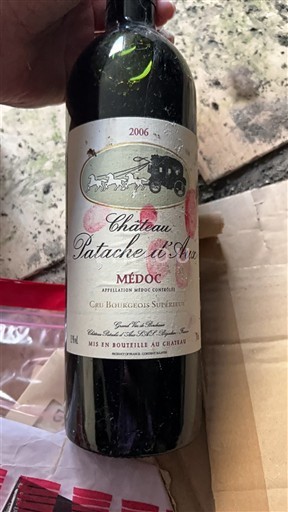 2006
Château
Patache d'Aux
MÉDOC
APPELLATION MÉDOC CONTRÔLÉE
CRU BOURGEOIS SUPÉRIEUR
Grand Vin de Bordeaux
MIS EN BOUTEILLE AU CHÂTEAU